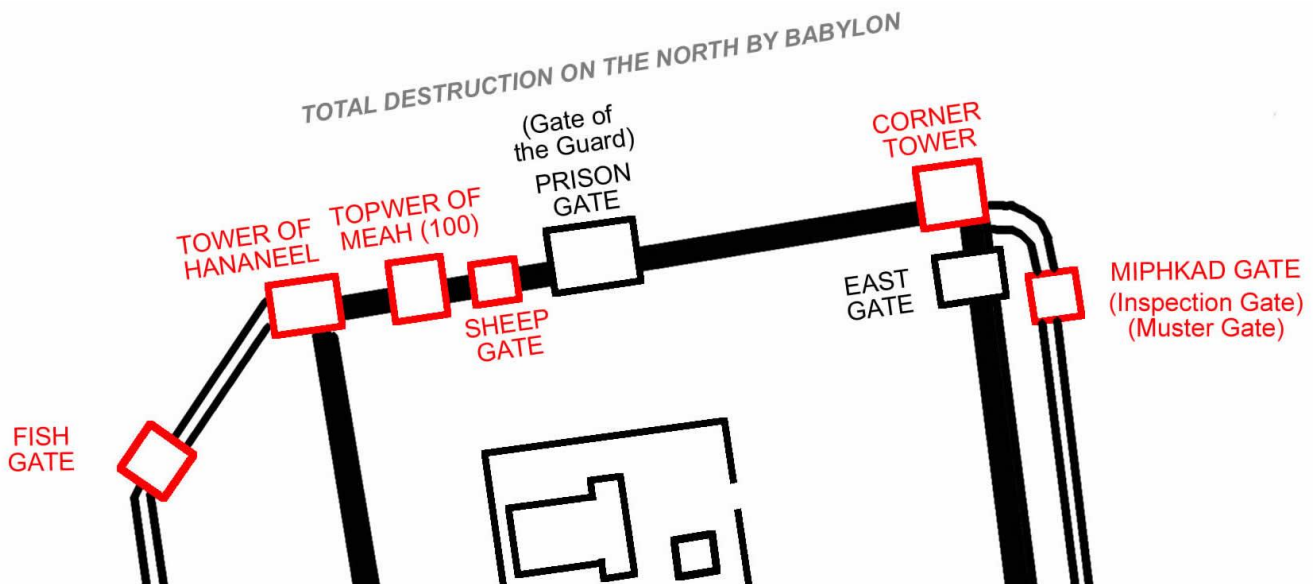 TOTAL DESTRUCTION ON THE NORTH BY BABYLON
(Gate of
the Guard)
PRISON
GATE
CORNER
TOWER
TOPWER OF
MEAH (100)
TOWER OF
HANANEEL
SHEEP
GATE
EAST
GATE
MIPHKAD GATE
(Inspection Gate)
(Muster Gate)
FISH
GATE